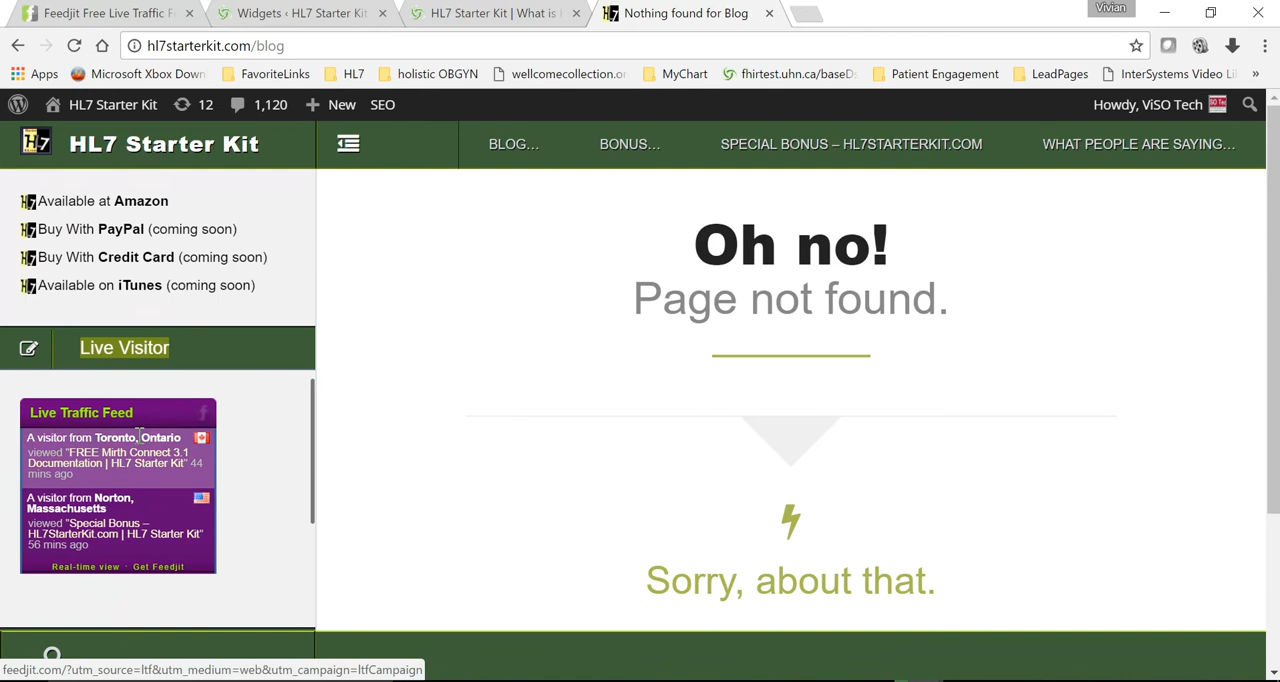 Feedjit Free Live Traffic F
Widgets ‹ HL7 Starter Kit
HL7 Starter Kit | What is
Nothing found for Blog
Vivian
hl7starterkit.com/blog
Apps
Microsoft Xbox Down
FavoriteLinks
HL7
holistic OBGYN
wellcomecollection.or
MyChart
fhirtest.uhn.ca/baseDs
Patient Engagement
LeadPages
InterSystems Video Li
»
HL7 Starter Kit
12
1,120
New
SEO
Howdy, ViSO Tech
HL7 Starter Kit
BLOG…
BONUS…
SPECIAL BONUS – HL7STARTERKIT.COM
WHAT PEOPLE ARE SAYING…
Available at Amazon
Buy With PayPal (coming soon)
Buy With Credit Card (coming soon)
Available on iTunes (coming soon)
Live Visitor
Live Traffic Feed
A visitor from Toronto, Ontario
viewed "FREE Mirth Connect 3.1
Documentation | HL7 Starter Kit" 44
mins ago
A visitor from Norton,
Massachusetts
viewed "Special Bonus –
HL7StarterKit.com | HL7 Starter Kit"
56 mins ago
Real-time view · Get Feedjit
Oh no!
Page not found.
Sorry, about that.
feedjit.com/?utm_source=ltf&utm_medium=web&utm_campaign=ltfCampaign